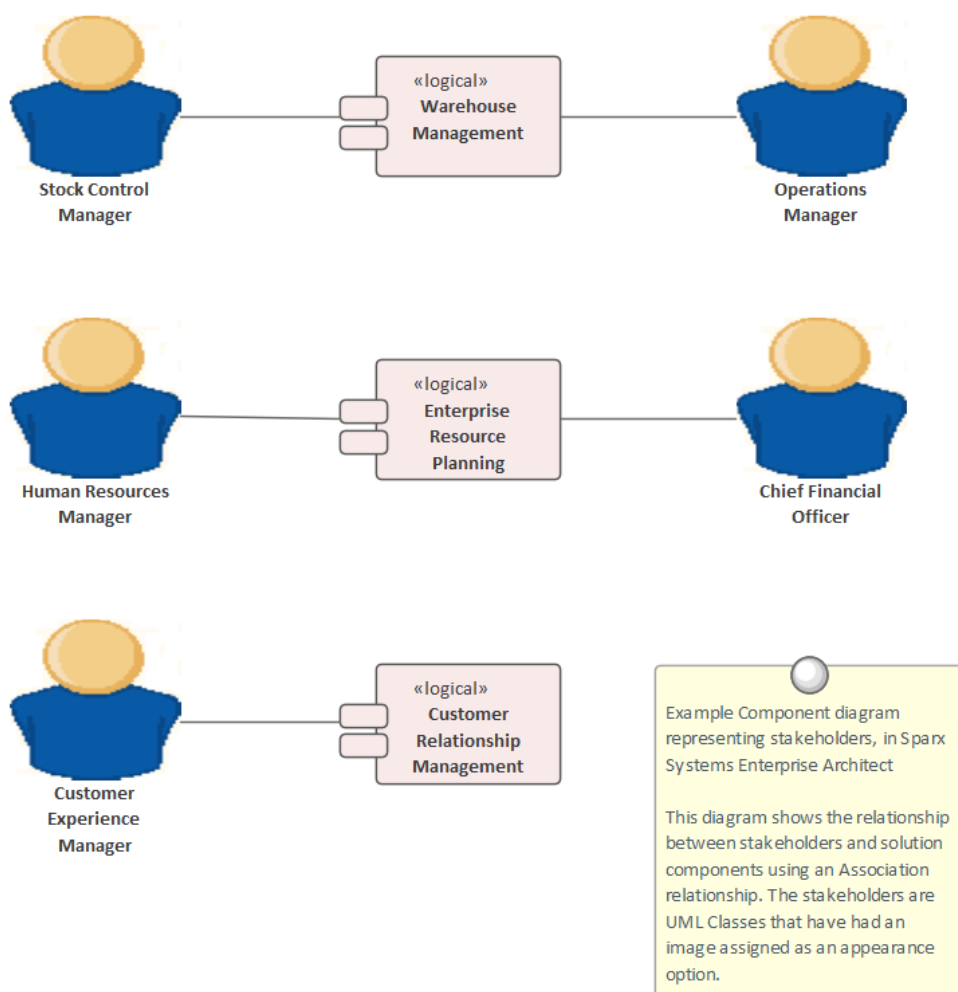 «logical»
Warehouse
Management
Stock Control
Manager
Operations
Manager
«logical»
Enterprise
Resource
Planning
Human Resources
Manager
Chief Financial
Officer
«logical»
Customer
Relationship
Management
Customer
Experience
Manager
Example Component diagram
representing stakeholders, in Sparx
Systems Enterprise Architect
This diagram shows the relationship
between stakeholders and solution
components using an Association
relationship. The stakeholders are
UML Classes that have had an
image assigned as an appearance
option.